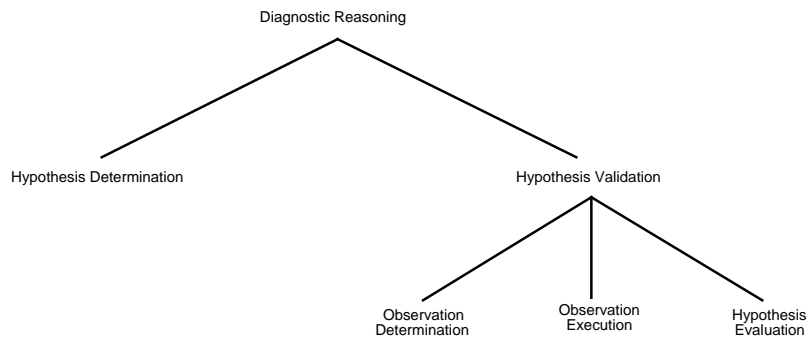 Diagnostic Reasoning
Hypothesis Determination
Hypothesis Validation
Observation
Determination
Observation
Execution
Hypothesis
Evaluation